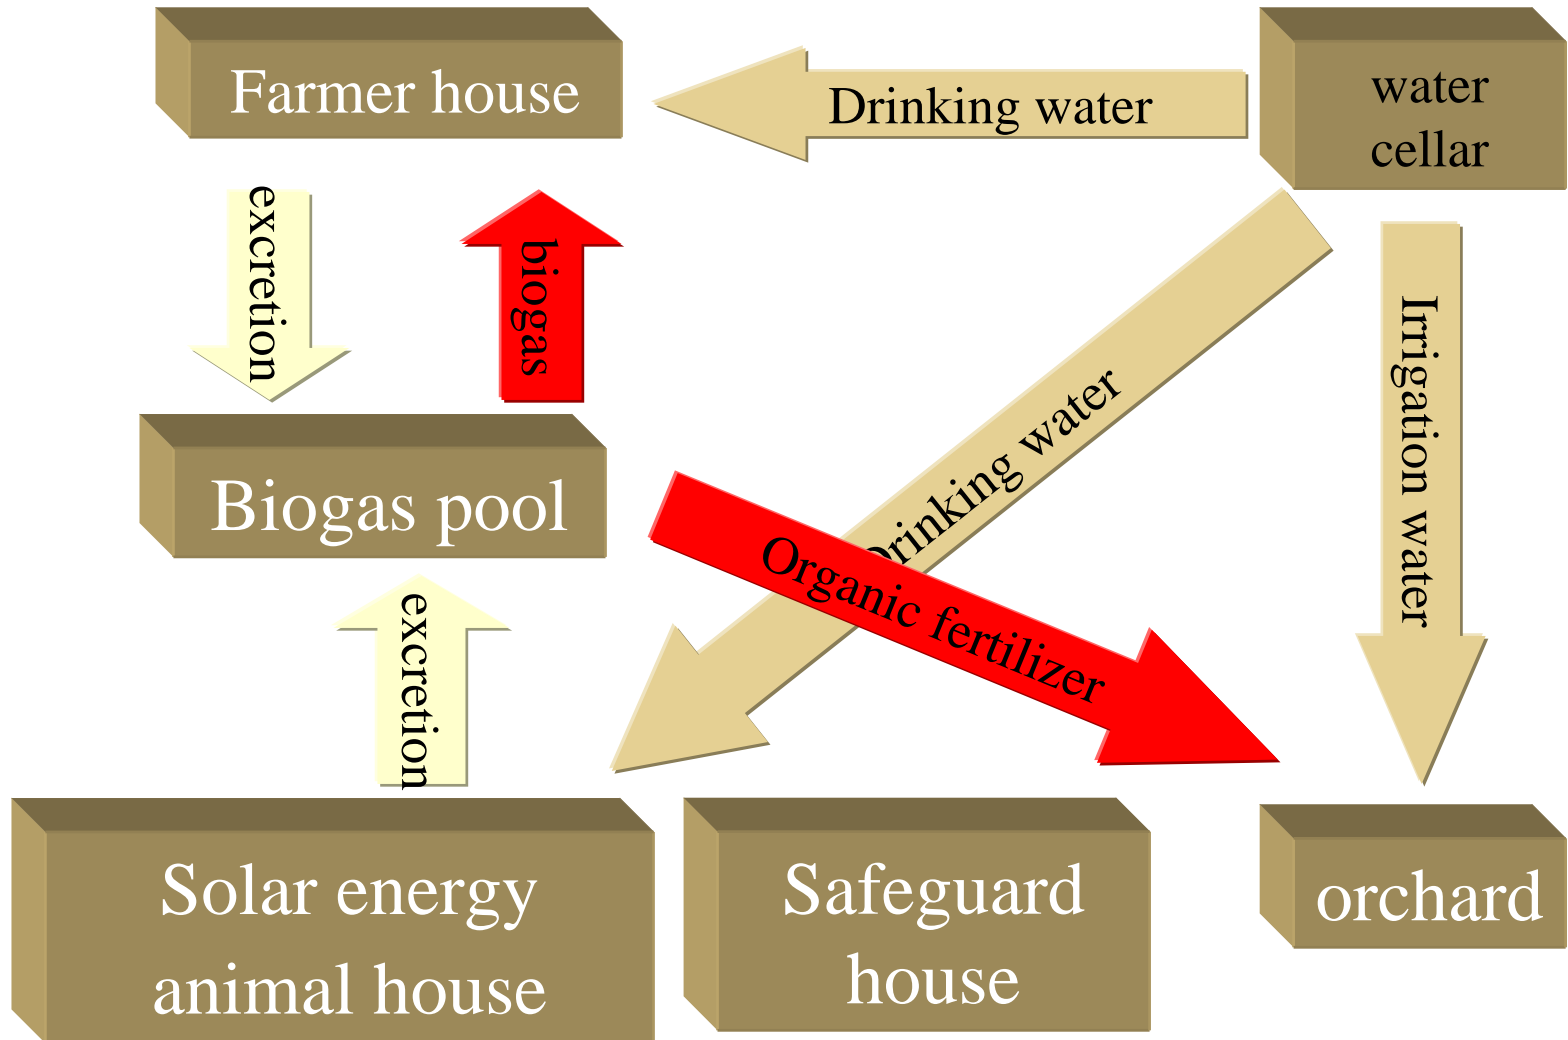 Farmer house
Drinking water
water
cellar
excretion
biogas
Drinking water
Irrigation water
Biogas pool
Organic fertilizer
excretion
Solar energy
animal house
Safeguard
house
orchard